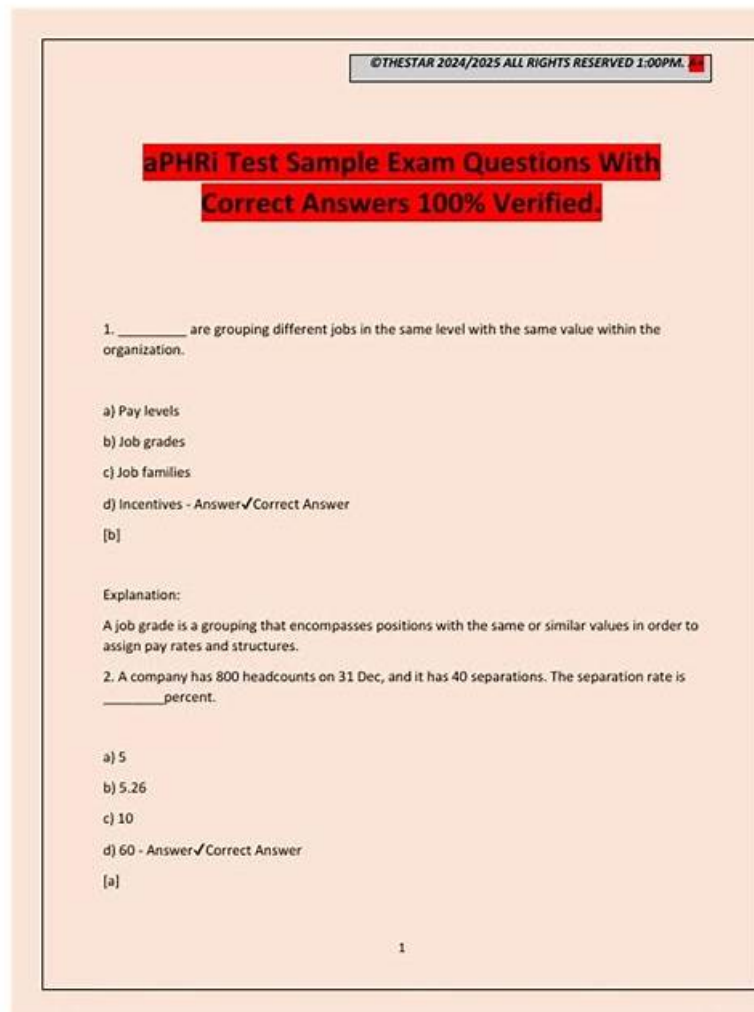 ©THESTAR 2024/2025 ALL RIGHTS RESERVED 1:00PM. A+
aPHRi Test Sample Exam Questions With
Correct Answers 100% Verified.
1. _________ are grouping different jobs in the same level with the same value within the
organization.
a) Pay levels
b) Job grades
c) Job families
d) Incentives - Answer✓Correct Answer
[b]
Explanation:
A job grade is a grouping that encompasses positions with the same or similar values in order to
assign pay rates and structures.
2. A company has 800 headcounts on 31 Dec, and it has 40 separations. The separation rate is
________percent.
a) 5
b) 5.26
c) 10
d) 60 - Answer✓Correct Answer
[a]
1